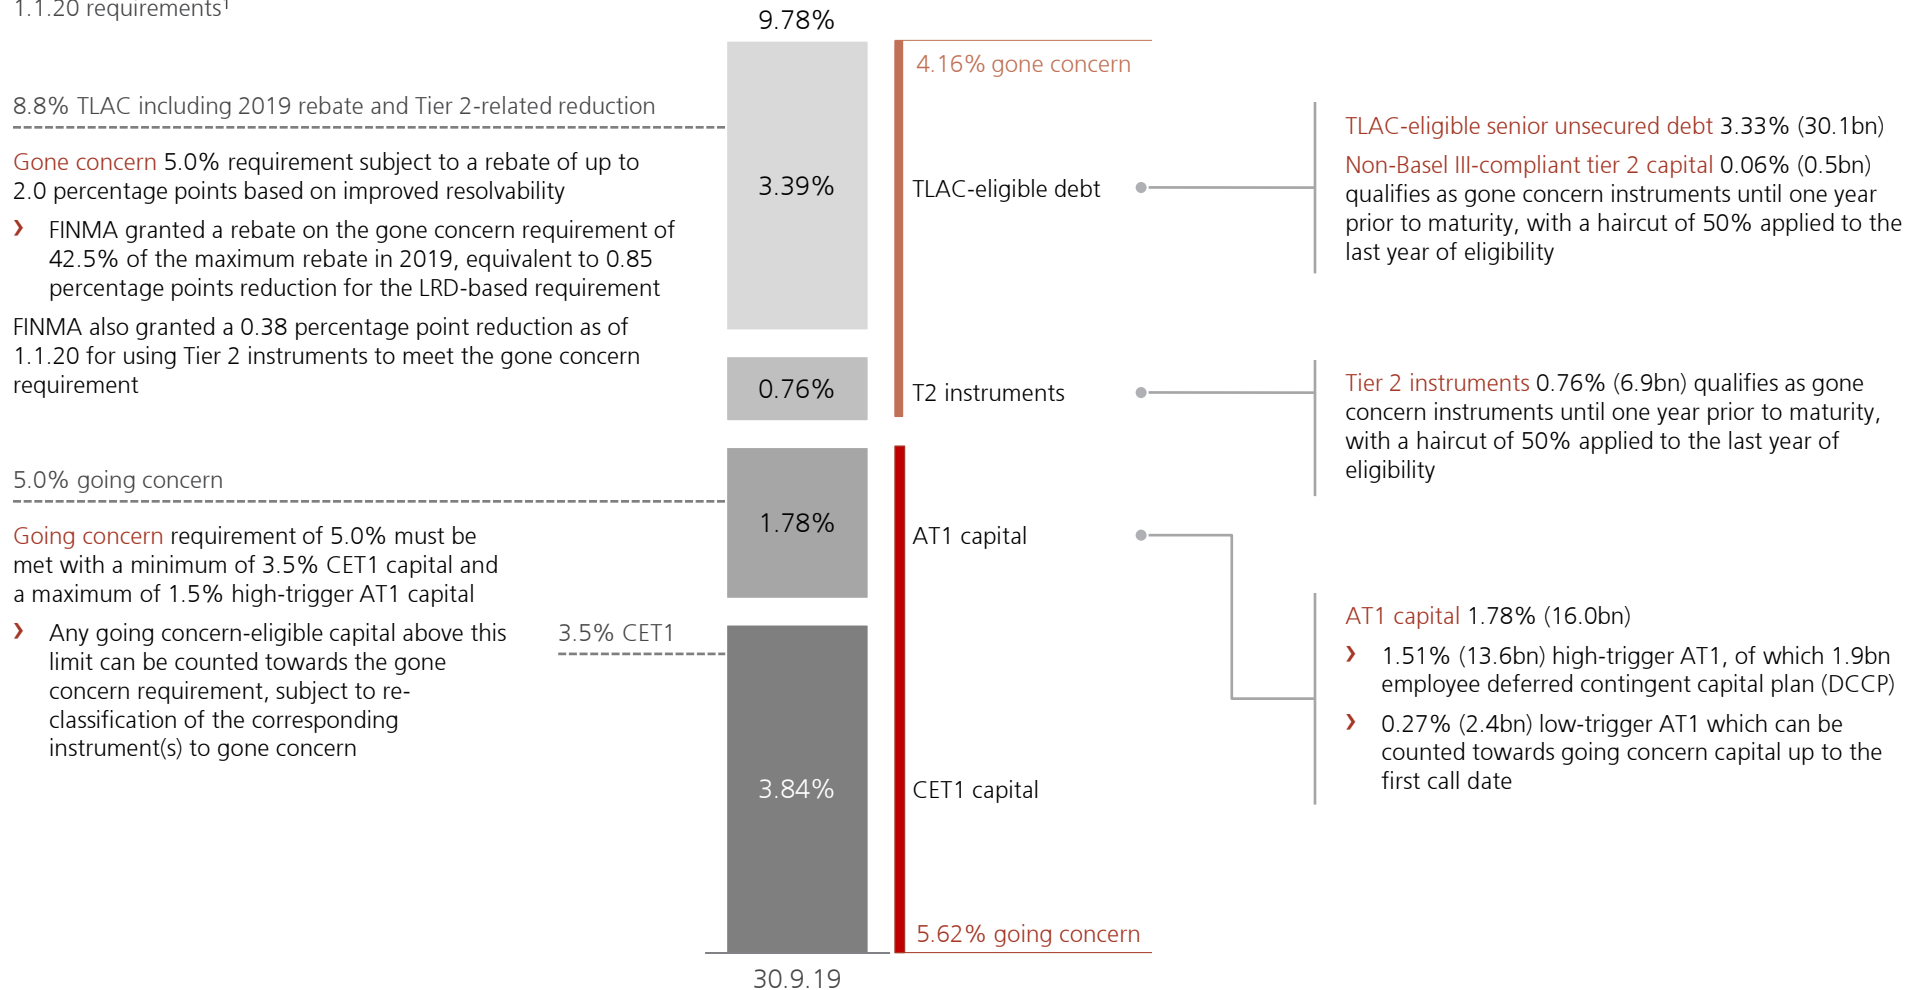 1.1.20 requirements¹
8.8% TLAC including 2019 rebate and Tier 2-related reduction
Gone concern 5.0% requirement subject to a rebate of up to
2.0 percentage points based on improved resolvability
› FINMA granted a rebate on the gone concern requirement of
42.5% of the maximum rebate in 2019, equivalent to 0.85
percentage points reduction for the LRD-based requirement
FINMA also granted a 0.38 percentage point reduction as of
1.1.20 for using Tier 2 instruments to meet the gone concern
requirement
5.0% going concern
Going concern requirement of 5.0% must be
met with a minimum of 3.5% CET1 capital and
a maximum of 1.5% high-trigger AT1 capital
› Any going concern-eligible capital above this
limit can be counted towards the gone
concern requirement, subject to re-
classification of the corresponding
instrument(s) to gone concern
3.5% CET1
9.78%
3.39%
0.76%
1.78%
3.84%
30.9.19
4.16% gone concern
TLAC-eligible debt
T2 instruments
AT1 capital
CET1 capital
5.62% going concern
TLAC-eligible senior unsecured debt 3.33% (30.1bn)
Non-Basel III-compliant tier 2 capital 0.06% (0.5bn)
qualifies as gone concern instruments until one year
prior to maturity, with a haircut of 50% applied to the
last year of eligibility
Tier 2 instruments 0.76% (6.9bn) qualifies as gone
concern instruments until one year prior to maturity,
with a haircut of 50% applied to the last year of
eligibility
AT1 capital 1.78% (16.0bn)
› 1.51% (13.6bn) high-trigger AT1, of which 1.9bn
employee deferred contingent capital plan (DCCP)
› 0.27% (2.4bn) low-trigger AT1 which can be
counted towards going concern capital up to the
first call date